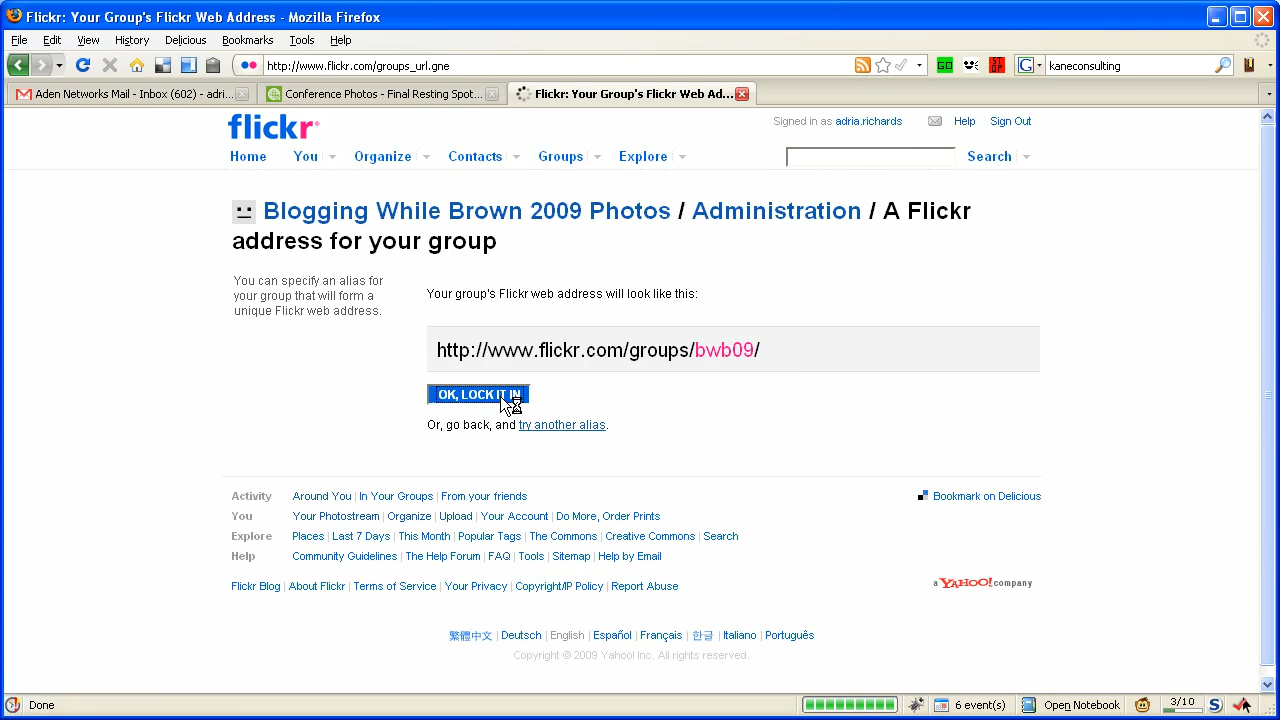 Flickr: Your Group's Flickr Web Address - Mozilla Firefox
File Edit View History Delicious Bookmarks Tools Help
http://www.flickr.com/groups_url.gne
GO
STOP
G
kaneconsulting
Aden Networks Mail - Inbox (602) - adri...
Conference Photos - Final Resting Spot...
Flickr: Your Group's Flickr Web Ad...
flickr
Signed in as adria.richards Help Sign Out
Home You Organize Contacts Groups Explore Search
Blogging While Brown 2009 Photos / Administration / A Flickr
address for your group
You can specify an alias for
your group that will form a
unique Flickr web address.
Your group's Flickr web address will look like this:
http://www.flickr.com/groups/bwb09/
OK, LOCK IT IN
Or, go back, and try another alias.
Activity Around You | In Your Groups | From your friends
Bookmark on Delicious
You Your Photostream | Organize | Upload | Your Account | Do More, Order Prints
Explore Places | Last 7 Days | This Month | Popular Tags | The Commons | Creative Commons | Search
Help Community Guidelines | The Help Forum | FAQ | Tools | Sitemap | Help by Email
Flickr Blog | About Flickr | Terms of Service | Your Privacy | Copyright/IP Policy | Report Abuse
a YAHOO! company
繁體中文 | Deutsch | English | Español | Français | 한글 | Italiano | Português
Copyright © 2009 Yahoo! Inc. All rights reserved.
Done
6 event(s)
Open Notebook
3/10
S